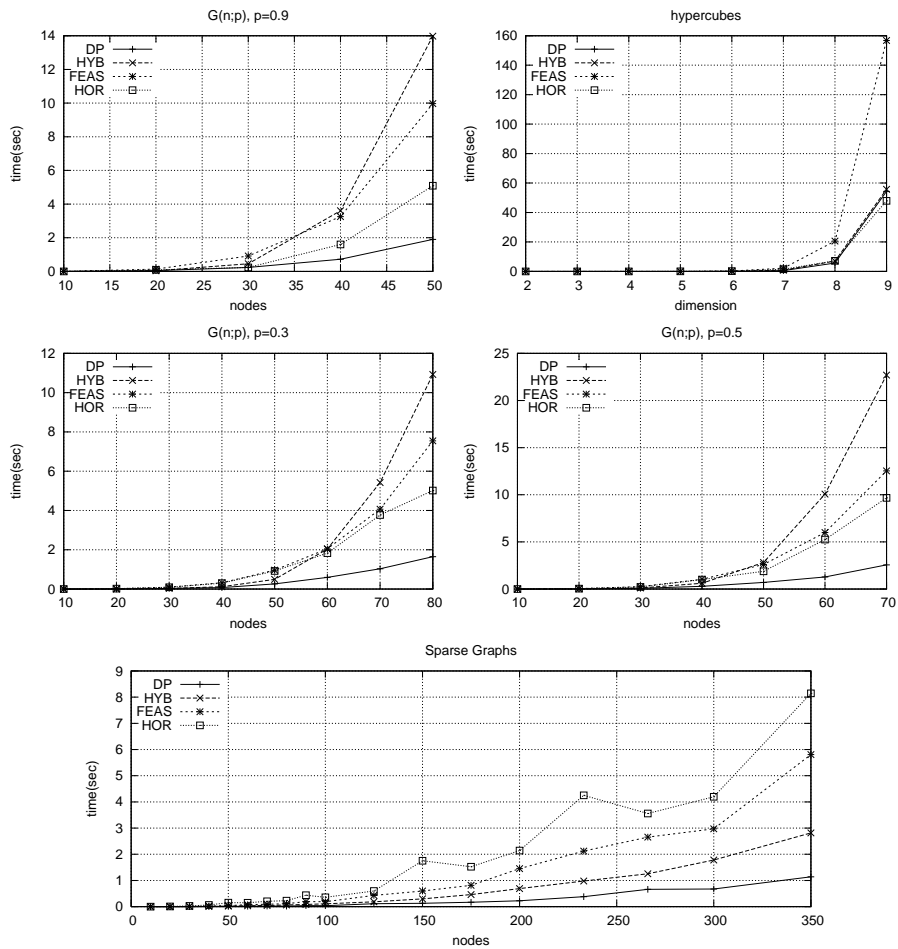 G(n;p), p=0.9
14
12
10
8
6
4
2
0
time(sec)
DP
HYB
FEAS
HOR
10 15 20 25 30 35 40 45 50
nodes
hypercubes
160
140
120
100
80
60
40
20
0
time(sec)
DP
HYB
FEAS
HOR
2 3 4 5 6 7 8 9
dimension
G(n;p), p=0.3
12
10
8
6
4
2
0
time(sec)
DP
HYB
FEAS
HOR
10 20 30 40 50 60 70 80
nodes
G(n;p), p=0.5
25
20
15
10
5
0
time(sec)
DP
HYB
FEAS
HOR
10 20 30 40 50 60 70
nodes
Sparse Graphs
9
8
7
6
5
4
3
2
1
0
time(sec)
DP
HYB
FEAS
HOR
0 50 100 150 200 250 300 350
nodes